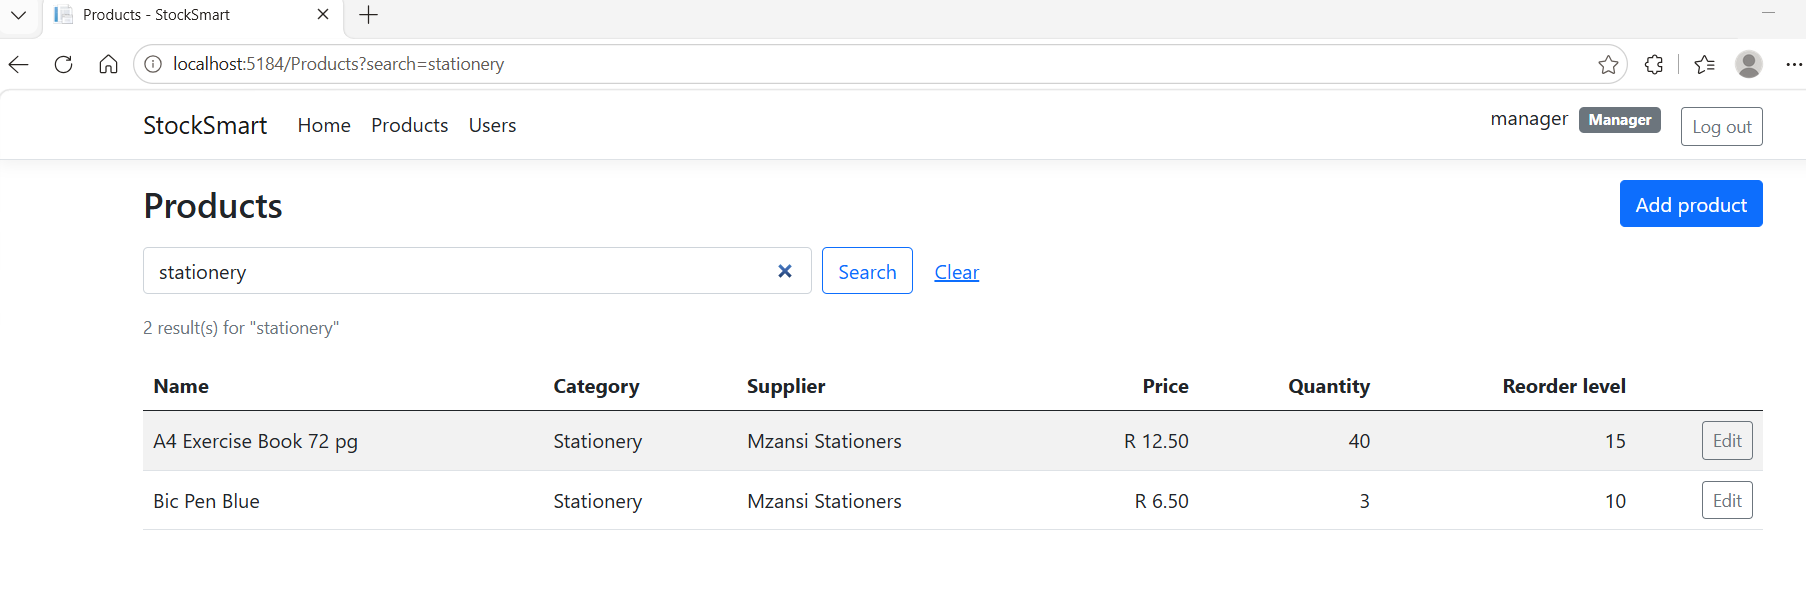 Products - StockSmart
localhost:5184/Products?search=stationery
StockSmart Home Products Users manager Manager Log out
Products Add product
stationery Search Clear
2 result(s) for "stationery"
Name Category Supplier Price Quantity Reorder level
A4 Exercise Book 72 pg Stationery Mzansi Stationers R 12.50 40 15 Edit
Bic Pen Blue Stationery Mzansi Stationers R 6.50 3 10 Edit